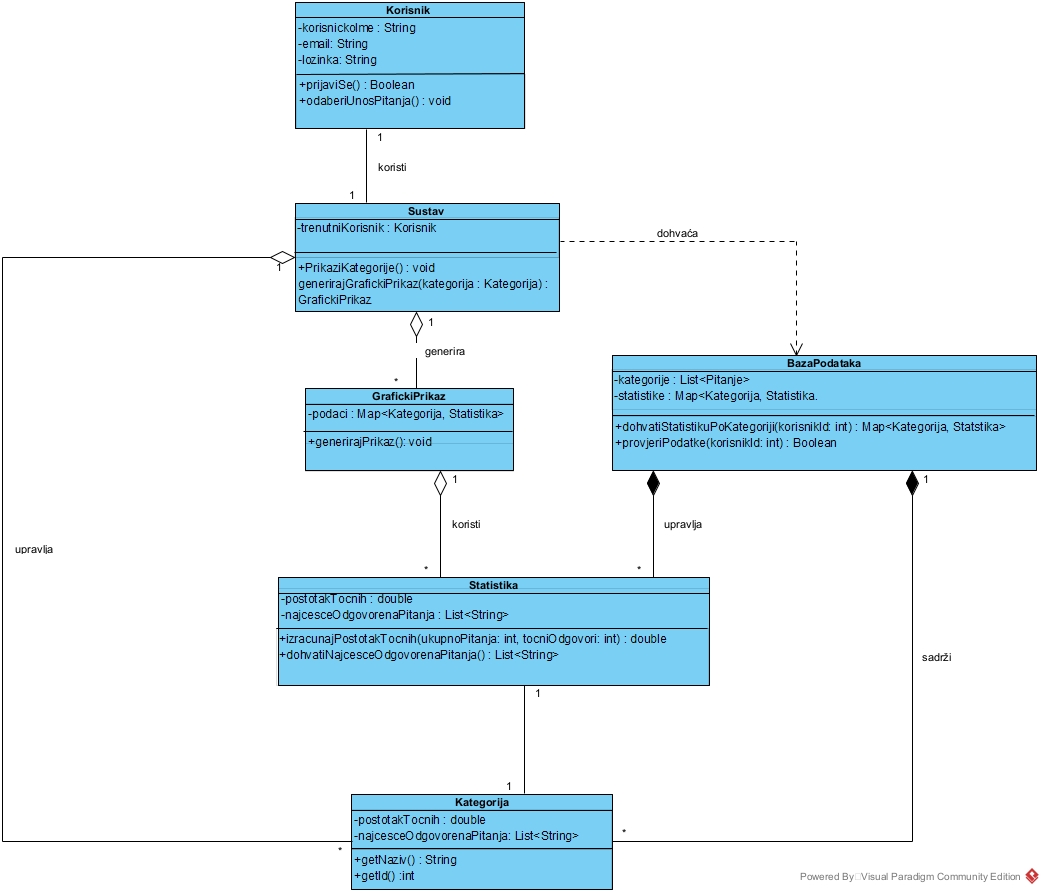 Korisnik
-korisnickoIme : String
-email: String
-lozinka: String
+prijaviSe() : Boolean
+odaberiUnosPitanja() : void
1
koristi
1
Sustav
-trenutniKorisnik : Korisnik
+PrikaziKategorije() : void
generirajGrafickiPrikaz(kategorija : Kategorija) :
GrafickiPrikaz
dohvaća
1
1
generira
*
GrafickiPrikaz
-podaci : Map<Kategorija, Statistika>
+generirajPrikaz(): void
BazaPodataka
-kategorije : List<Pitanje>
-statistike : Map<Kategorija, Statistika.
+dohvatiStatistikuPoKategoriji(korisnikId: int) : Map<Kategorija, Statstika>
+provjeriPodatke(korisnikId: int) : Boolean
1
1
koristi
upravlja
upravlja
*
*
Statistika
-postotakTocnih : double
-najcesceOdgovorenaPitanja : List<String>
+izracunajPostotakTocnih(ukupnoPitanja: int, tocniOdgovori: int) : double
+dohvatiNajcesceOdgovorenaPitanja() : List<String>
sadrži
1
1
Kategorija
-postotakTocnih : double
-najcesceOdgovorenaPitanja: List<String>
+getNaziv() : String
+getId() :int
*
*
Powered By Visual Paradigm Community Edition